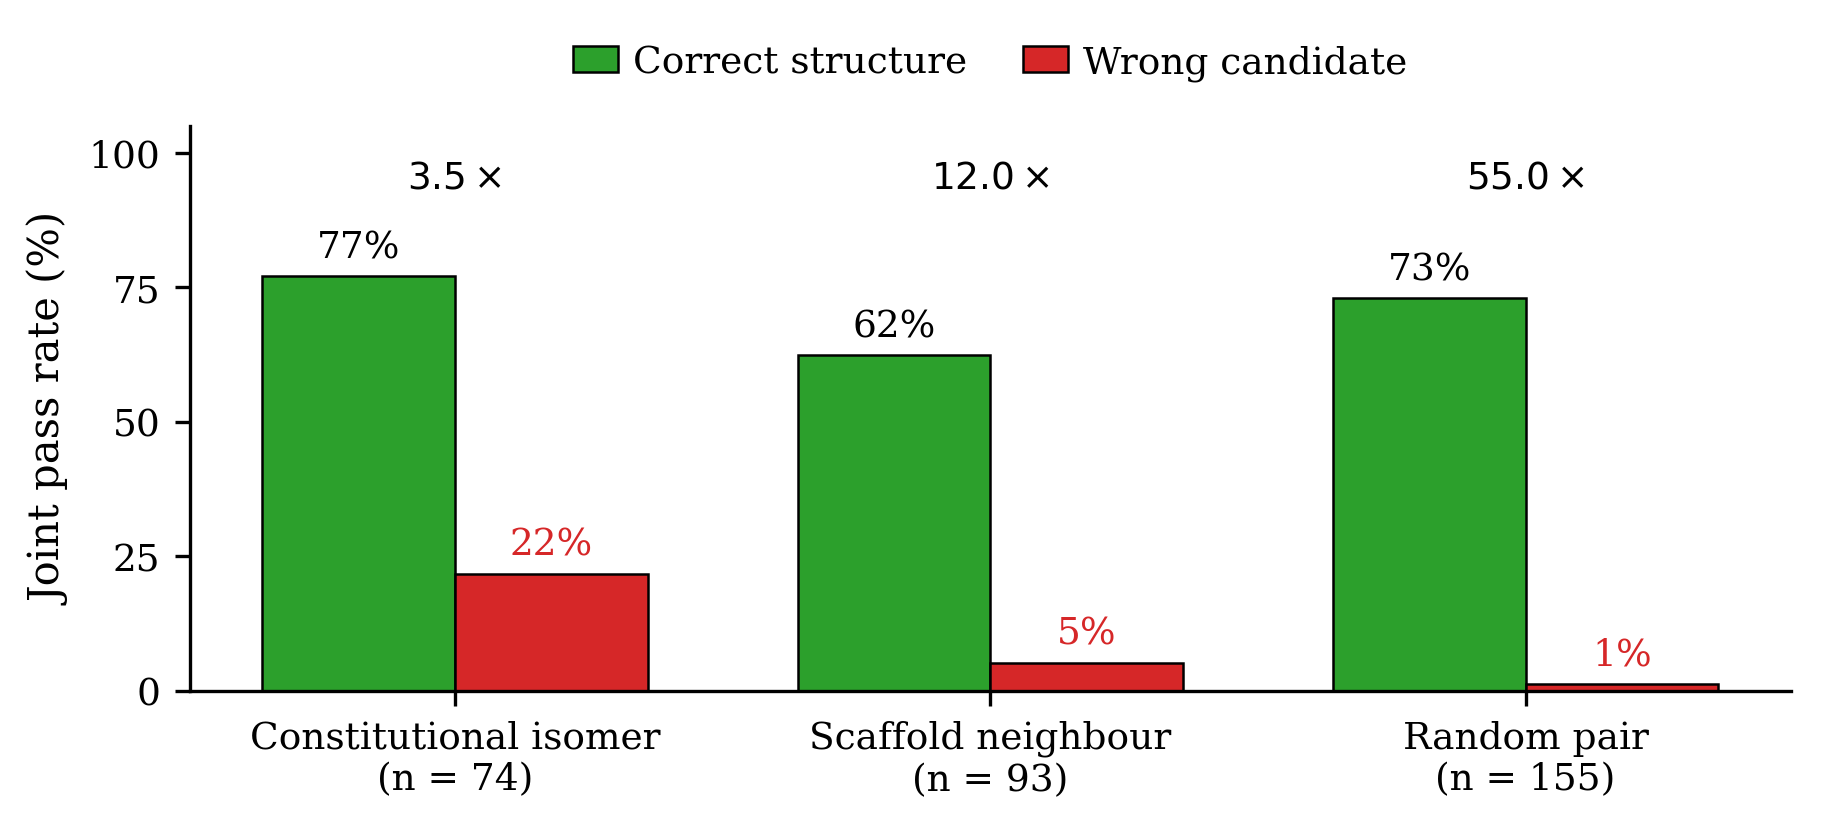 Correct structure
Wrong candidate
Joint pass rate (%)
100
75
50
25
0
3.5 ×
12.0 ×
55.0 ×
77%
22%
62%
5%
73%
1%
Constitutional isomer
(n = 74)
Scaffold neighbour
(n = 93)
Random pair
(n = 155)